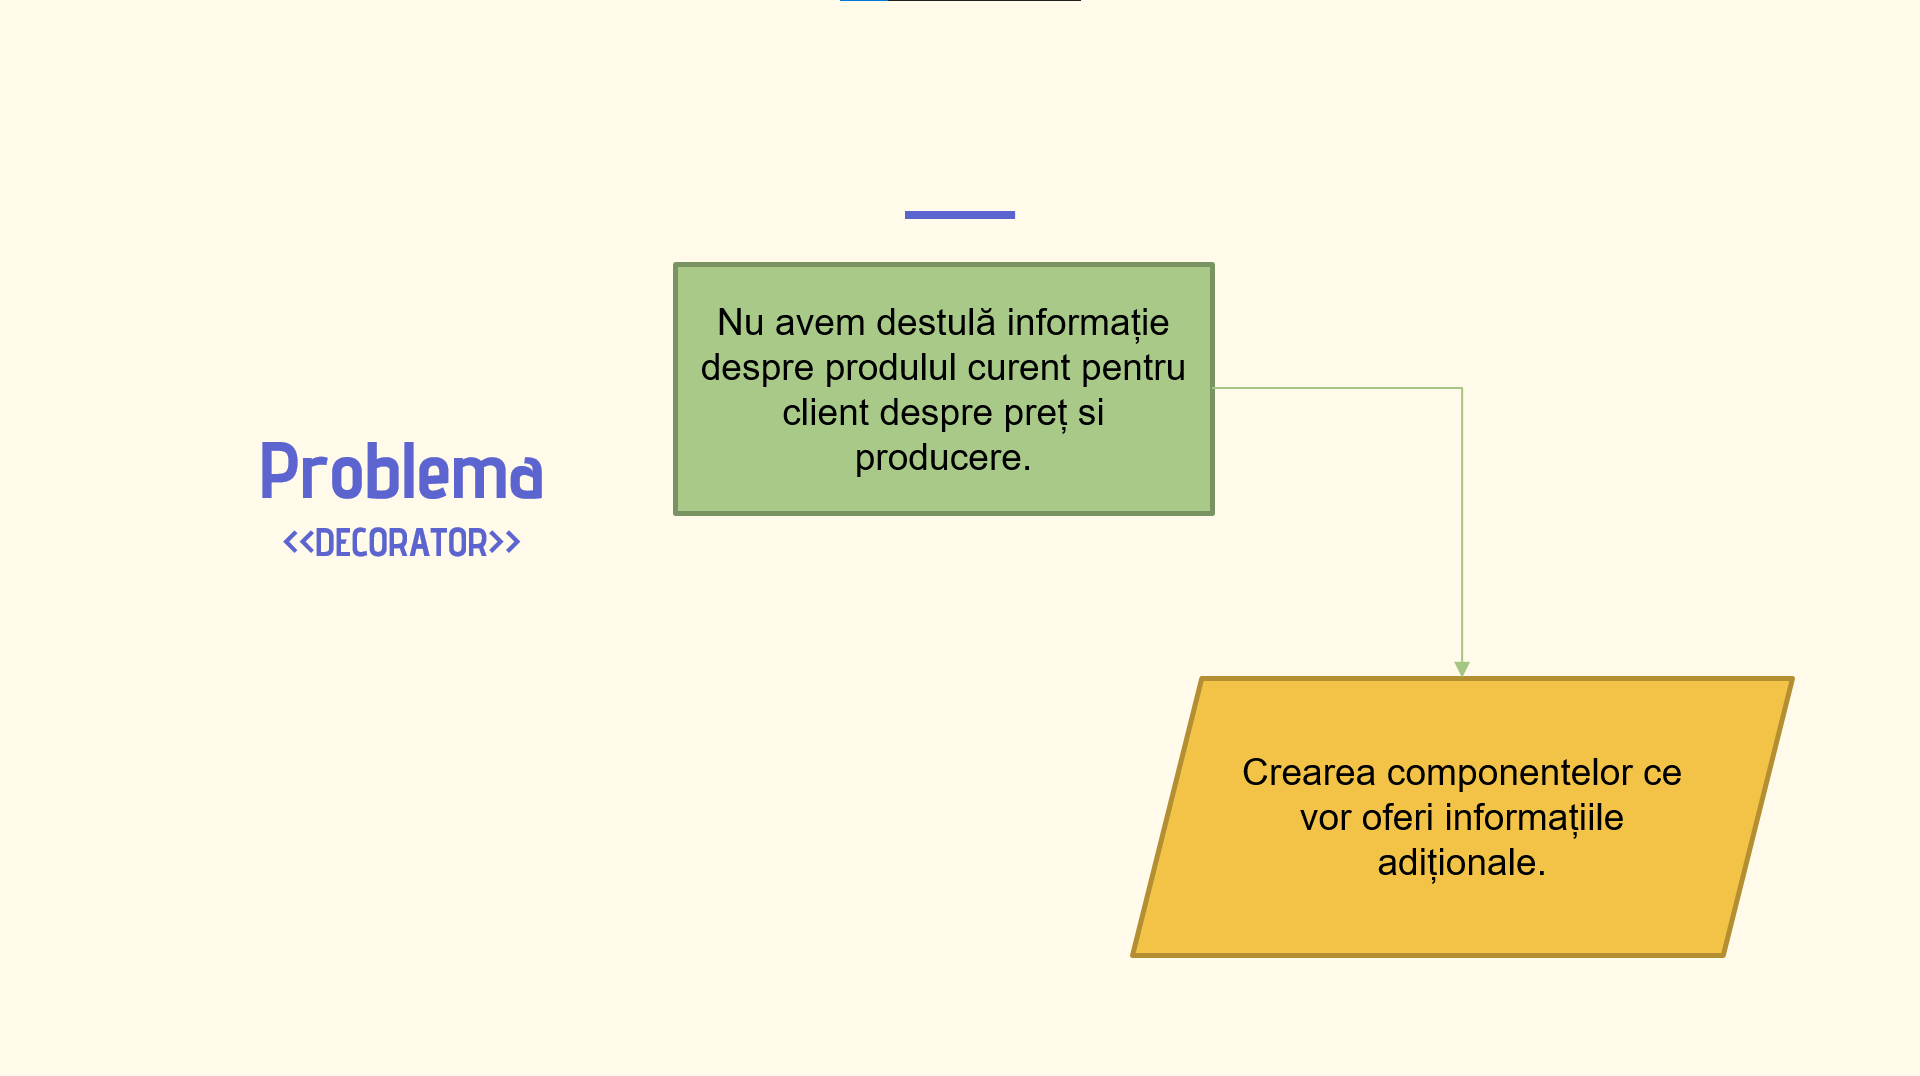 Problema
<<DECORATOR>>
Nu avem destulă informație
despre produlul curent pentru
client despre preț si
producere.
Crearea componentelor ce
vor oferi informațiile
adiționale.